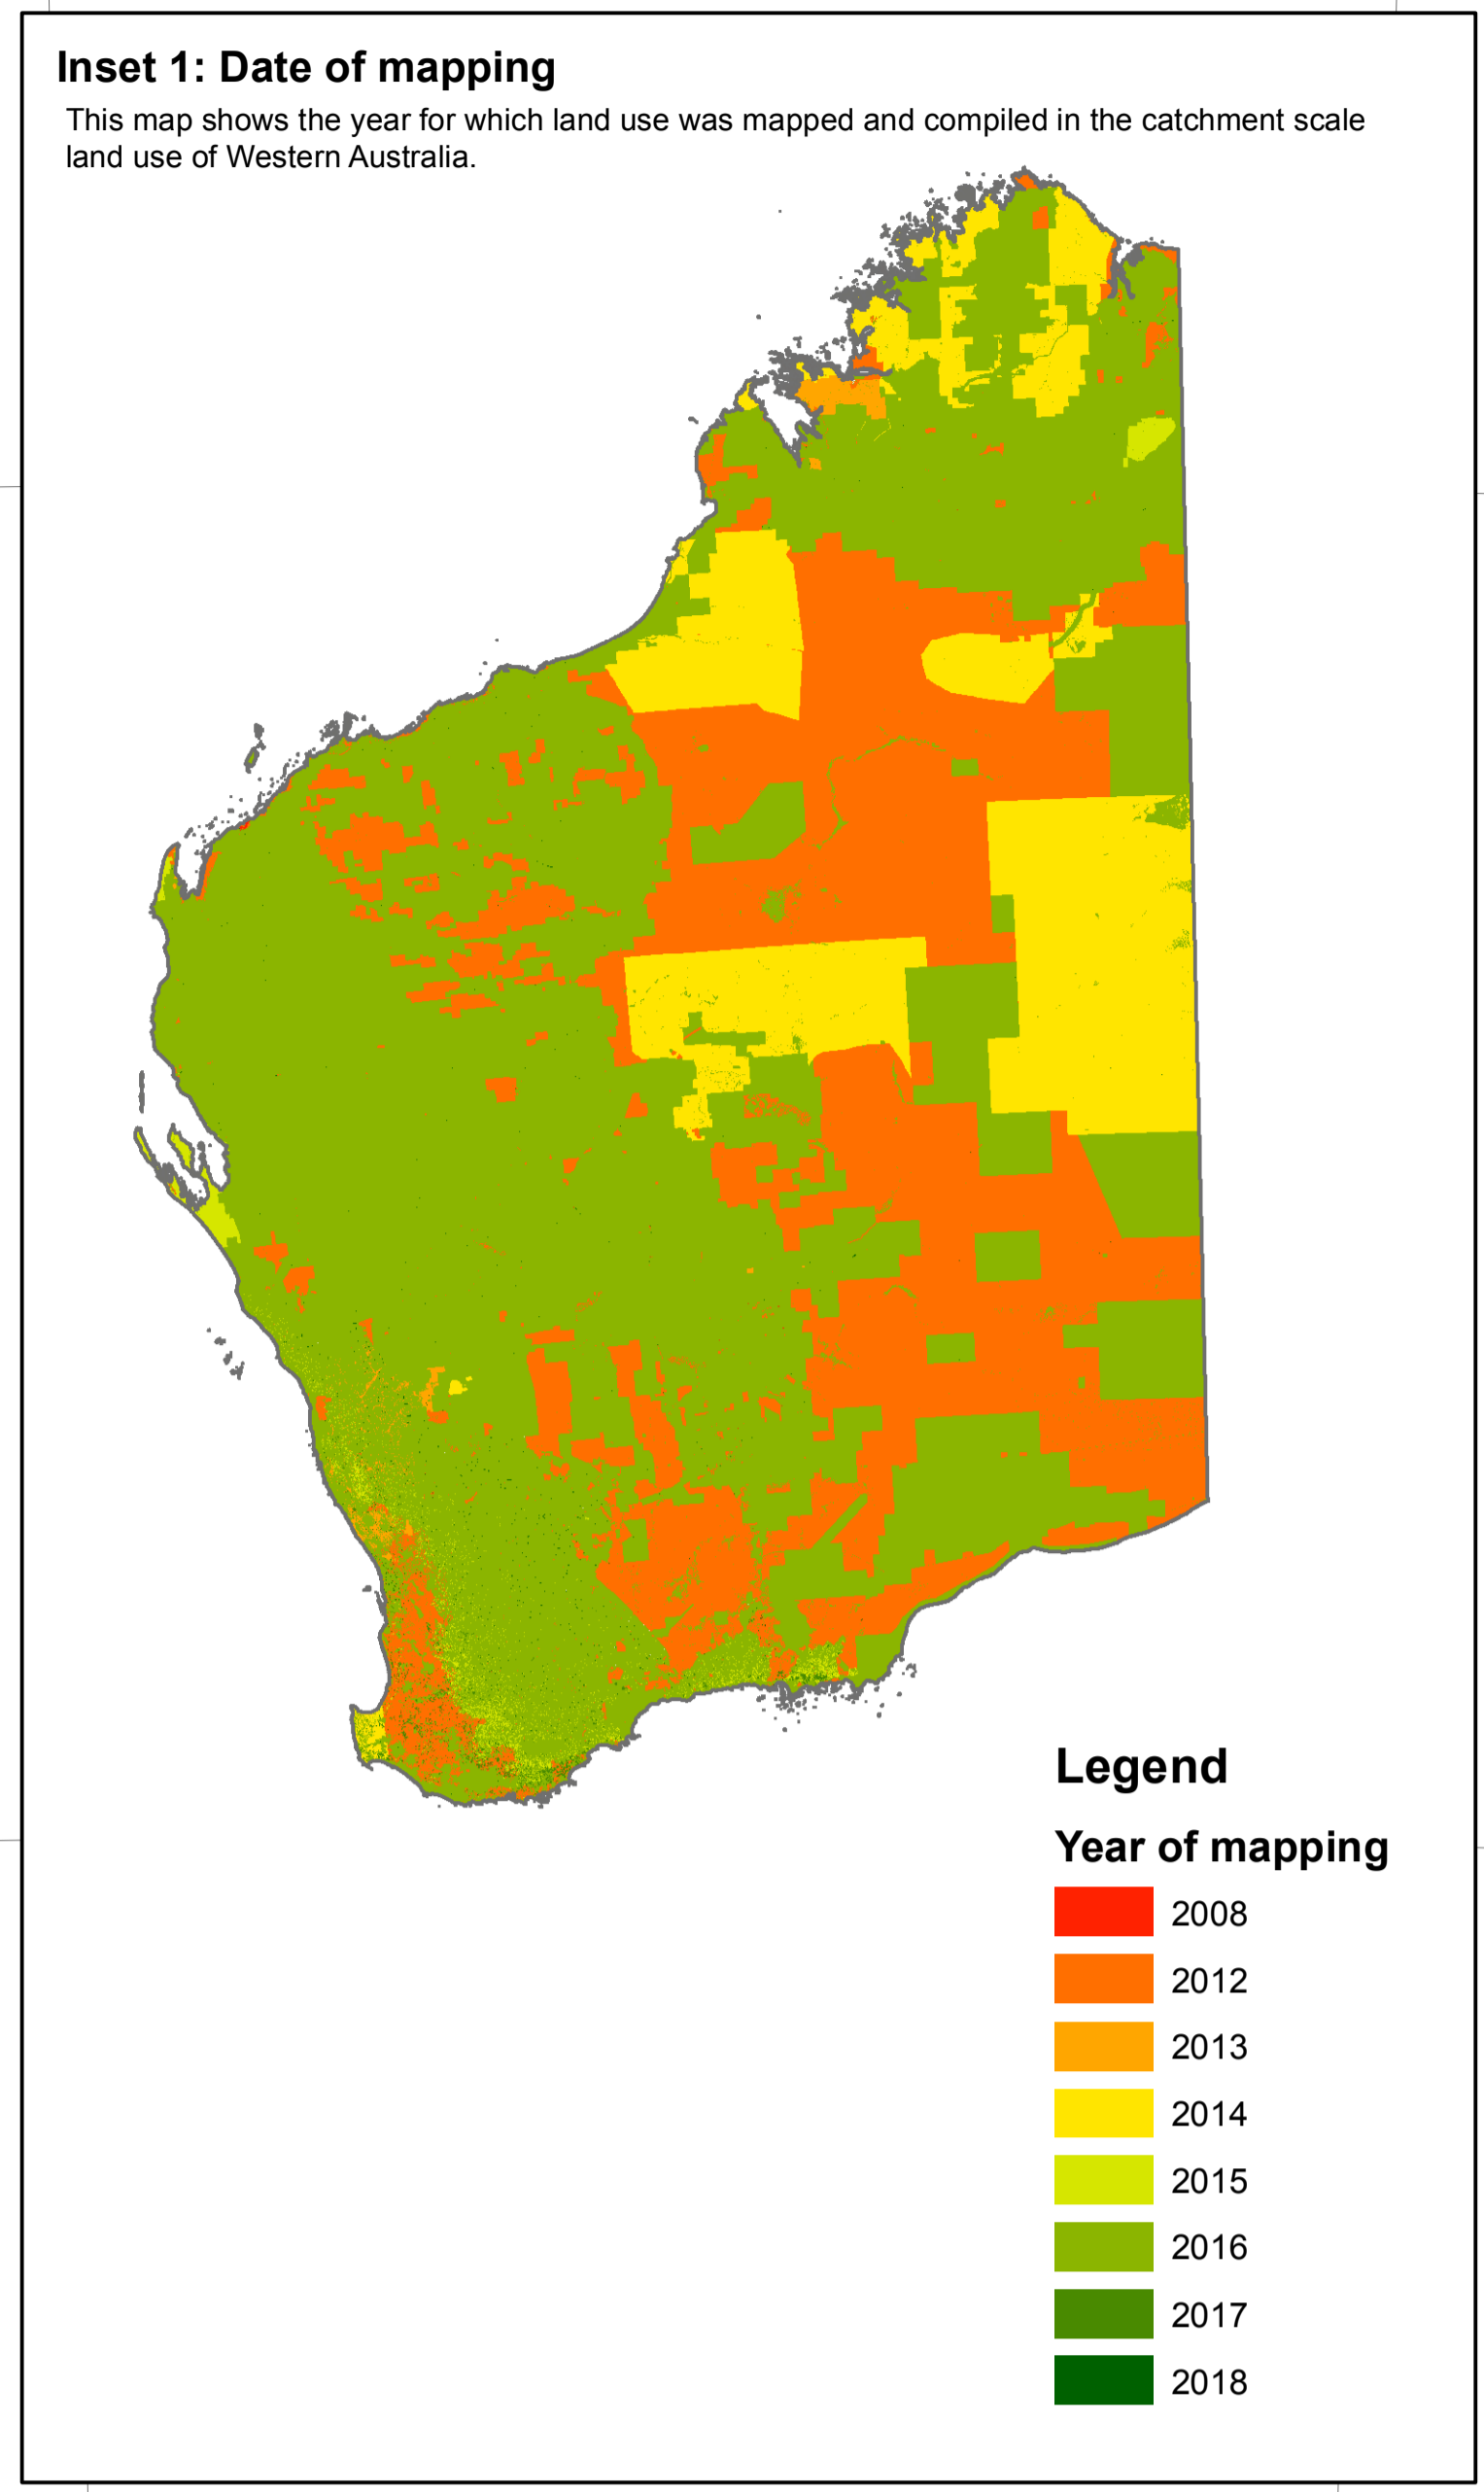 Inset 1: Date of mapping
This map shows the year for which land use was mapped and compiled in the catchment scale
land use of Western Australia.
Legend
Year of mapping
2008
2012
2013
2014
2015
2016
2017
2018